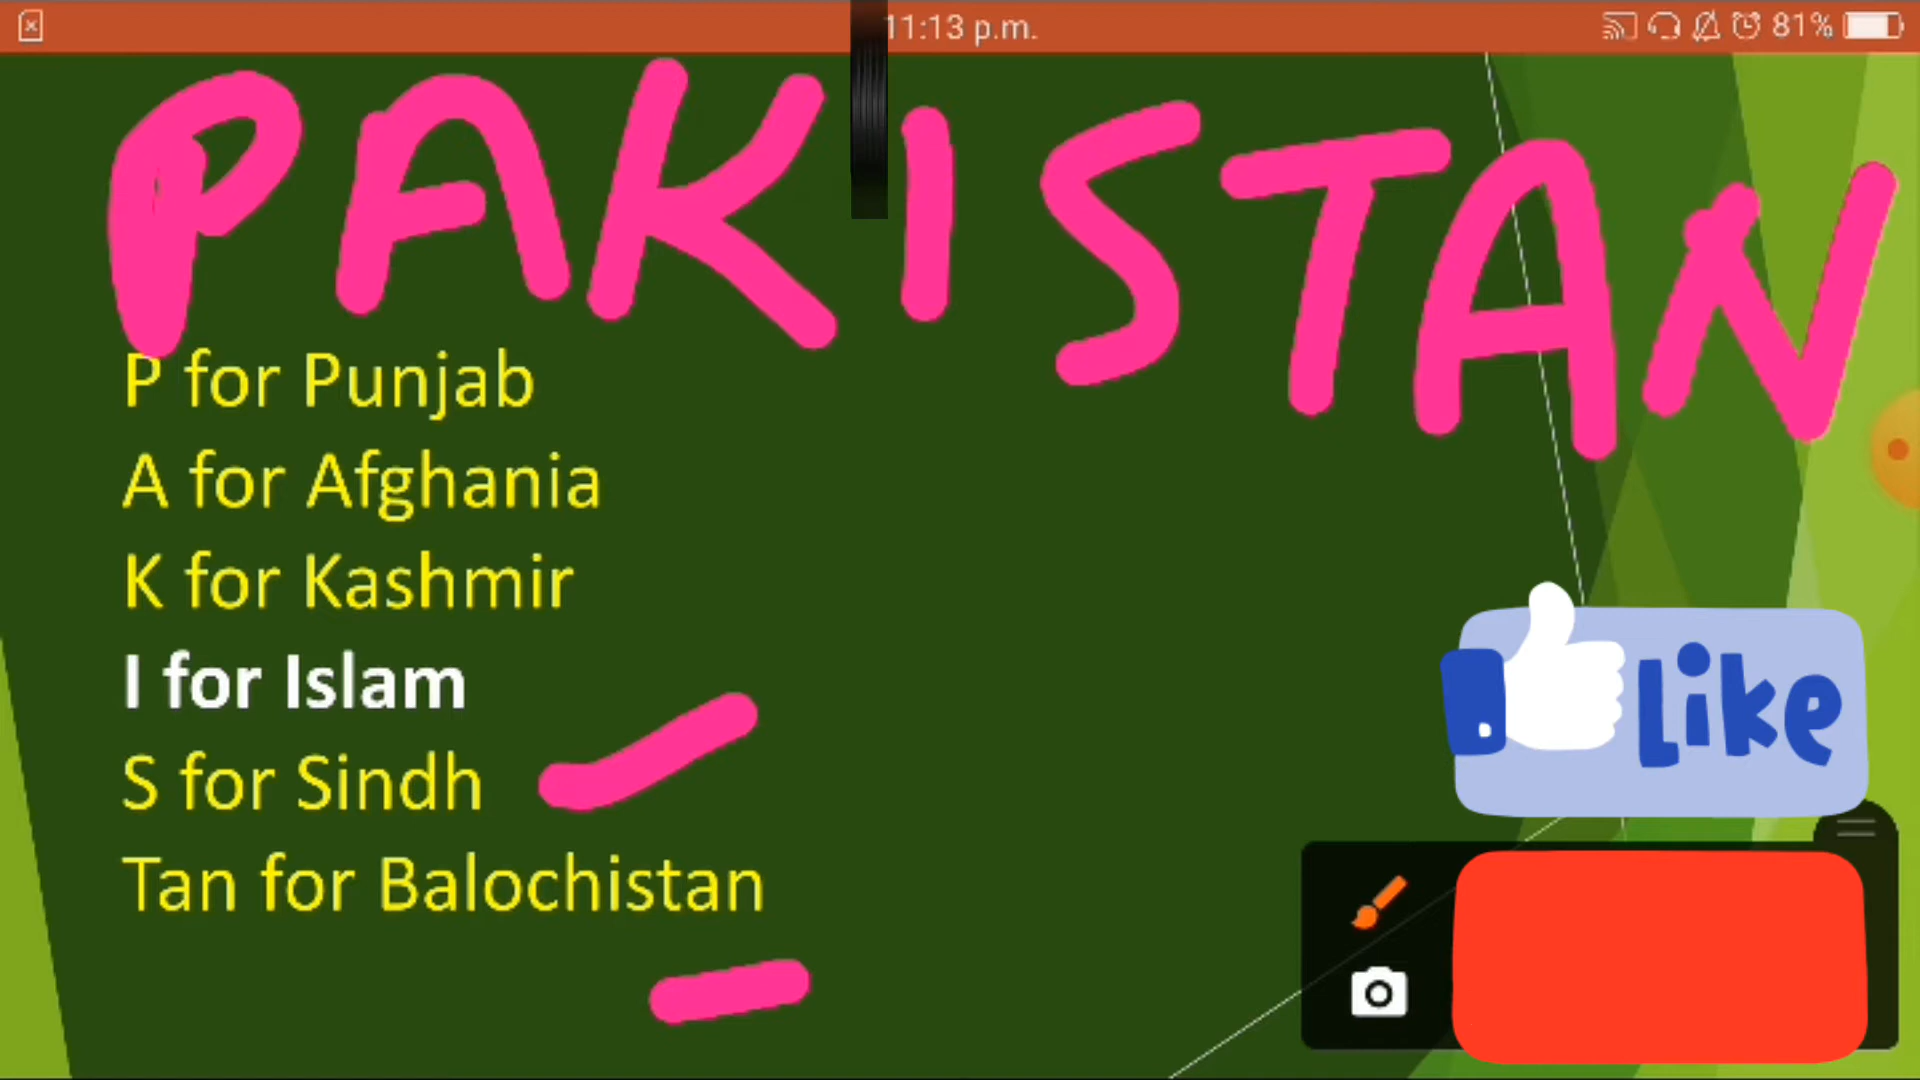 11:13 p.m.
81%
PAKISTAN
P for Punjab
A for Afghania
K for Kashmir
I for Islam
S for Sindh
Tan for Balochistan
Like